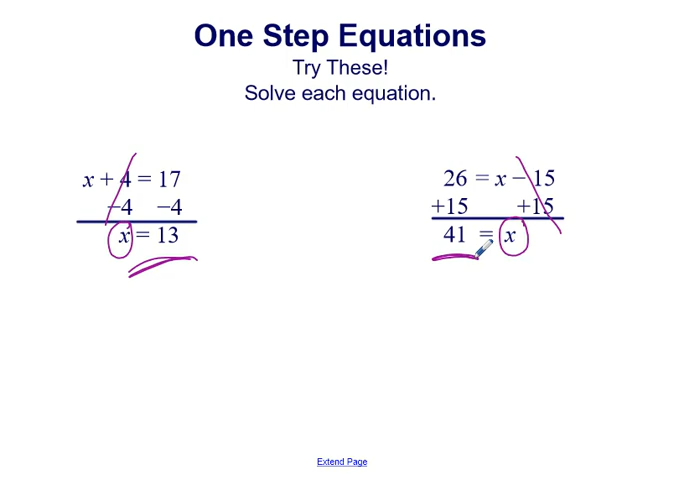 One Step Equations
Try These!
Solve each equation.
x + 4 = 17
−4 −4
x = 13
26 = x − 15
+15 +15
41 = x
Extend Page